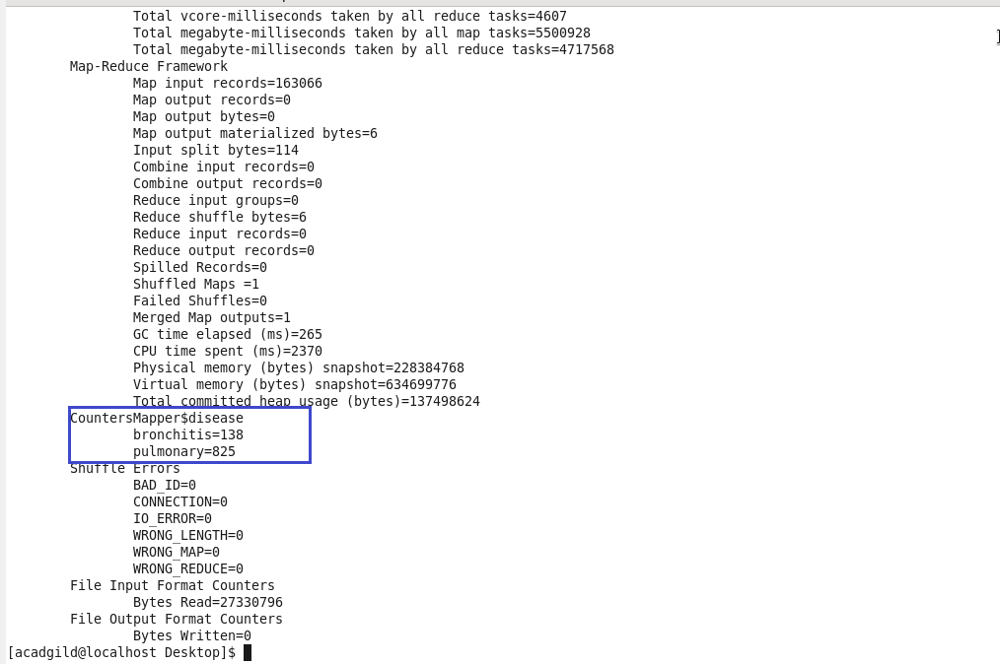 Total vcore-milliseconds taken by all reduce tasks=4607
Total megabyte-milliseconds taken by all map tasks=5500928
Total megabyte-milliseconds taken by all reduce tasks=4717568
Map-Reduce Framework
Map input records=163066
Map output records=0
Map output bytes=0
Map output materialized bytes=6
Input split bytes=114
Combine input records=0
Combine output records=0
Reduce input groups=0
Reduce shuffle bytes=6
Reduce input records=0
Reduce output records=0
Spilled Records=0
Shuffled Maps =1
Failed Shuffles=0
Merged Map outputs=1
GC time elapsed (ms)=265
CPU time spent (ms)=2370
Physical memory (bytes) snapshot=228384768
Virtual memory (bytes) snapshot=634699776
Total committed heap usage (bytes)=137498624
CountersMapper$disease
bronchitis=138
pulmonary=825
Shuffle Errors
BAD_ID=0
CONNECTION=0
IO_ERROR=0
WRONG_LENGTH=0
WRONG_MAP=0
WRONG_REDUCE=0
File Input Format Counters
Bytes Read=27330796
File Output Format Counters
Bytes Written=0
[acadgild@localhost Desktop]$